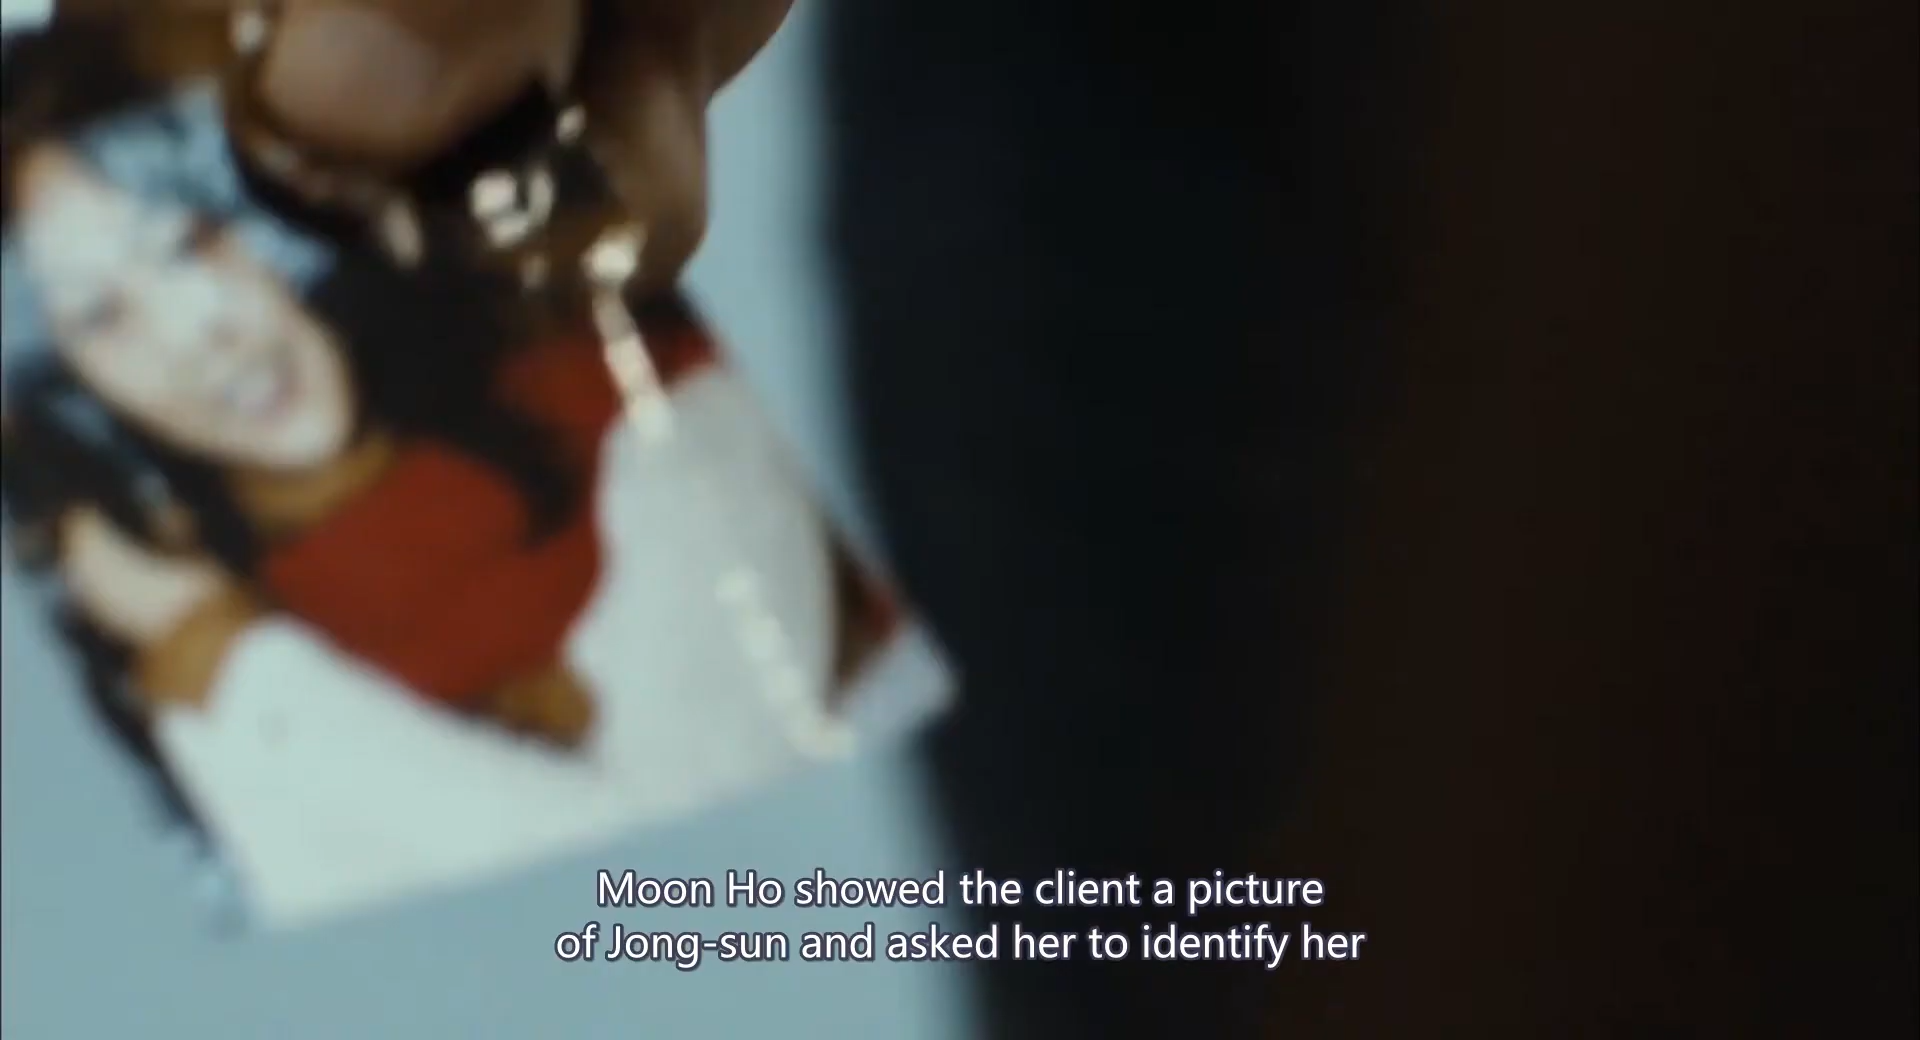 Moon Ho showed the client a picture
of Jong-sun and asked her to identify her